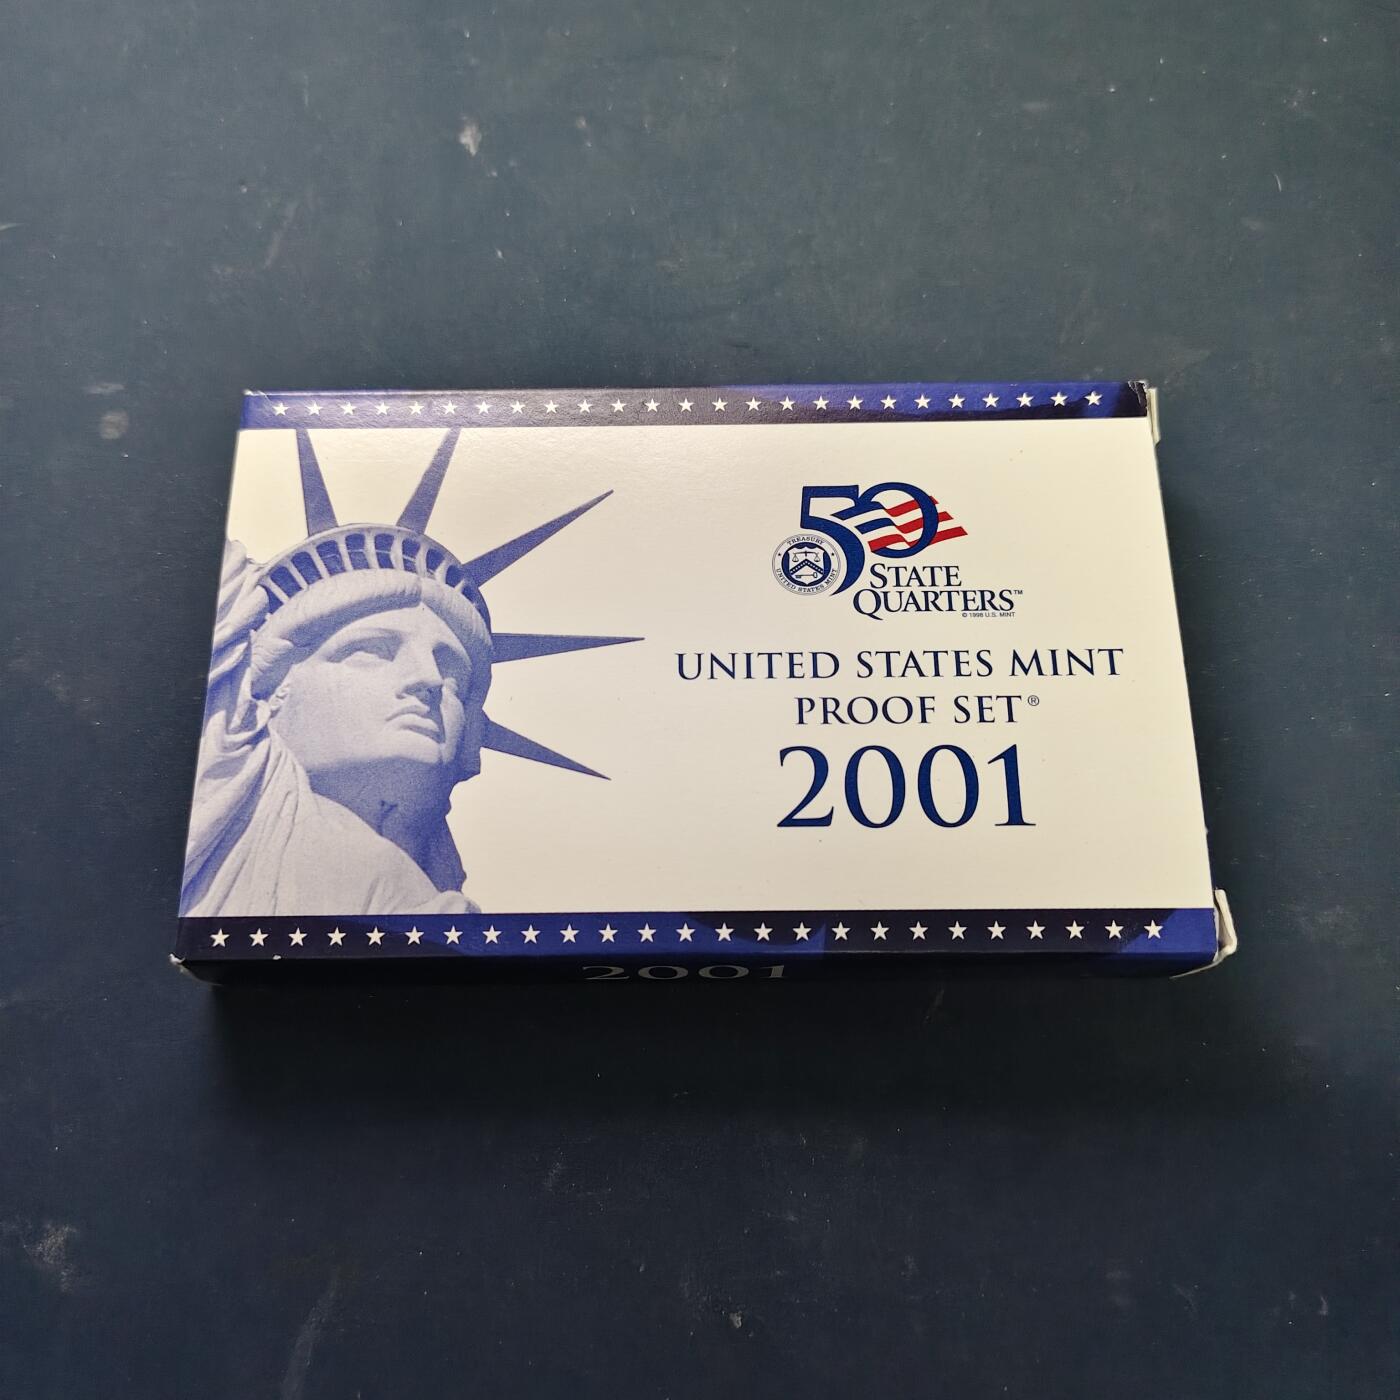 50
TREASURY
UNITED STATES MINT
STATE
QUARTERS™
© 1998 U.S. MINT
UNITED STATES MINT
PROOF SET®
2001
2001